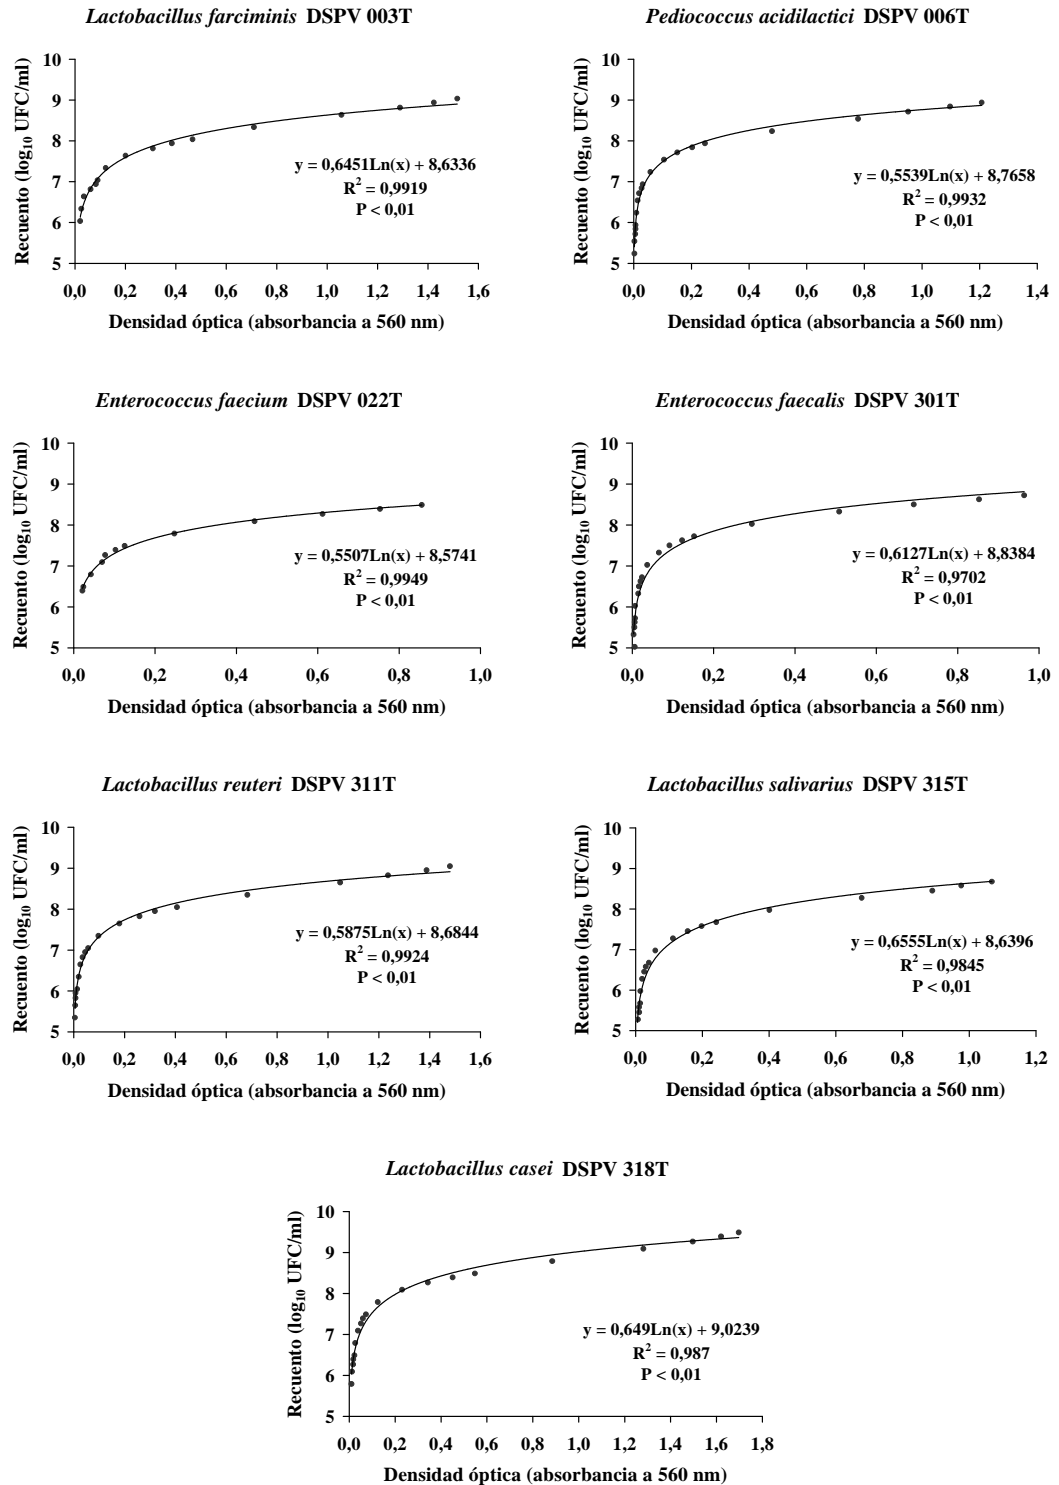 Lactobacillus farciminis DSPV 003T
Recuento (log10 UFC/ml)
10
9
8
7
6
5
y = 0,6451Ln(x) + 8,6336
R2 = 0,9919
P < 0,01
0,0 0,2 0,4 0,6 0,8 1,0 1,2 1,4 1,6
Densidad óptica (absorbancia a 560 nm)
Pediococcus acidilactici DSPV 006T
Recuento (log10 UFC/ml)
10
9
8
7
6
5
y = 0,5539Ln(x) + 8,7658
R2 = 0,9932
P < 0,01
0,0 0,2 0,4 0,6 0,8 1,0 1,2 1,4
Densidad óptica (absorbancia a 560 nm)
Enterococcus faecium DSPV 022T
Recuento (log10 UFC/ml)
10
9
8
7
6
5
y = 0,5507Ln(x) + 8,5741
R2 = 0,9949
P < 0,01
0,0 0,2 0,4 0,6 0,8 1,0
Densidad óptica (absorbancia a 560 nm)
Enterococcus faecalis DSPV 301T
Recuento (log10 UFC/ml)
10
9
8
7
6
5
y = 0,6127Ln(x) + 8,8384
R2 = 0,9702
P < 0,01
0,0 0,2 0,4 0,6 0,8 1,0
Densidad óptica (absorbancia a 560 nm)
Lactobacillus reuteri DSPV 311T
Recuento (log10 UFC/ml)
10
9
8
7
6
5
y = 0,5875Ln(x) + 8,6844
R2 = 0,9924
P < 0,01
0,0 0,2 0,4 0,6 0,8 1,0 1,2 1,4 1,6
Densidad óptica (absorbancia a 560 nm)
Lactobacillus salivarius DSPV 315T
Recuento (log10 UFC/ml)
10
9
8
7
6
5
y = 0,6555Ln(x) + 8,6396
R2 = 0,9845
P < 0,01
0,0 0,2 0,4 0,6 0,8 1,0 1,2
Densidad óptica (absorbancia a 560 nm)
Lactobacillus casei DSPV 318T
Recuento (log10 UFC/ml)
10
9
8
7
6
5
y = 0,649Ln(x) + 9,0239
R2 = 0,987
P < 0,01
0,0 0,2 0,4 0,6 0,8 1,0 1,2 1,4 1,6 1,8
Densidad óptica (absorbancia a 560 nm)